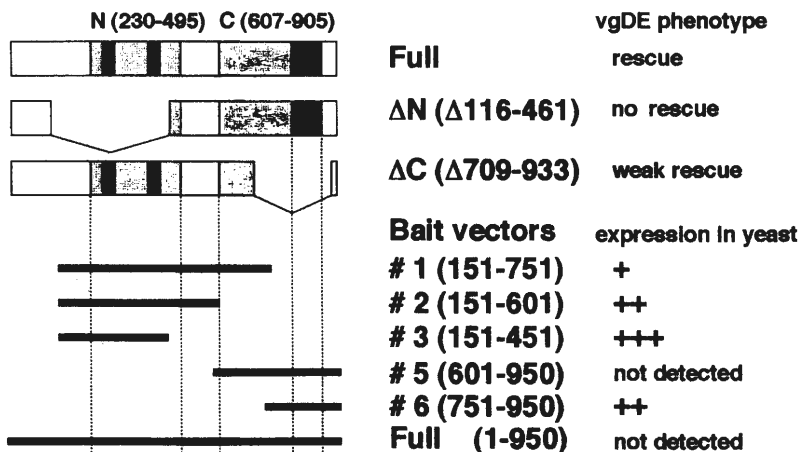 N (230-495) C (607-905) vgDE phenotype
Full rescue
ΔN (Δ116-461) no rescue
ΔC (Δ709-933) weak rescue
Bait vectors expression in yeast
# 1 (151-751) +
# 2 (151-601) ++
# 3 (151-451) +++
# 5 (601-950) not detected
# 6 (751-950) ++
Full (1-950) not detected